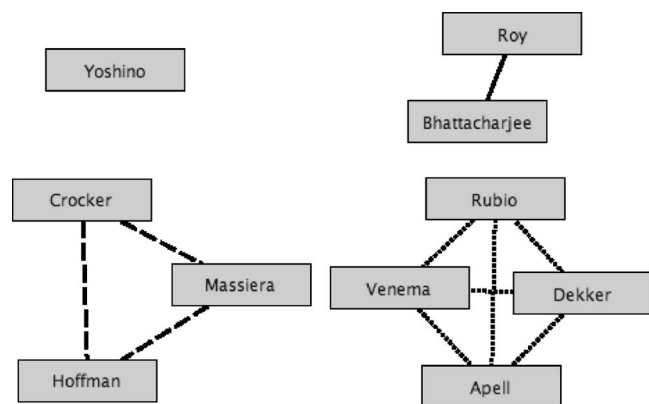 Roy
Yoshino
Bhattacharjee
Crocker
Rubio
Massiera
Venema
Dekker
Hoffman
Apell